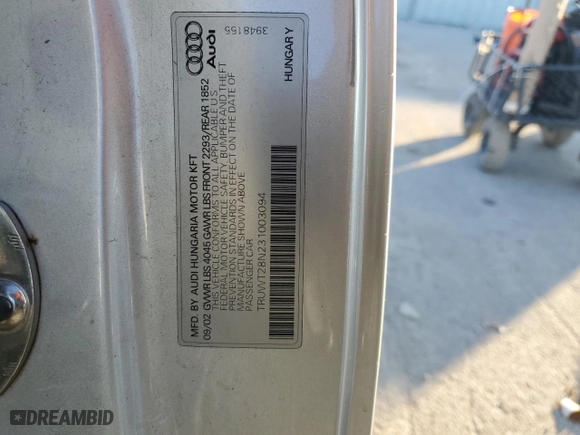 MFD. BY AUDI HUNGARIA MOTOR KFT
09/02 GVWR LBS 4045 GAWR LBS FRONT 2293/REAR 1852
THIS VEHICLE CONFORMS TO ALL APPLICABLE U.S.
FEDERAL MOTOR VEHICLE SAFETY, BUMPER AND THEFT
PREVENTION STANDARDS IN EFFECT ON THE DATE OF
MANUFACTURE SHOWN ABOVE
PASSENGER CAR
TRUWT28N231003094
Audi
3948155
HUNGARY
DREAMBID